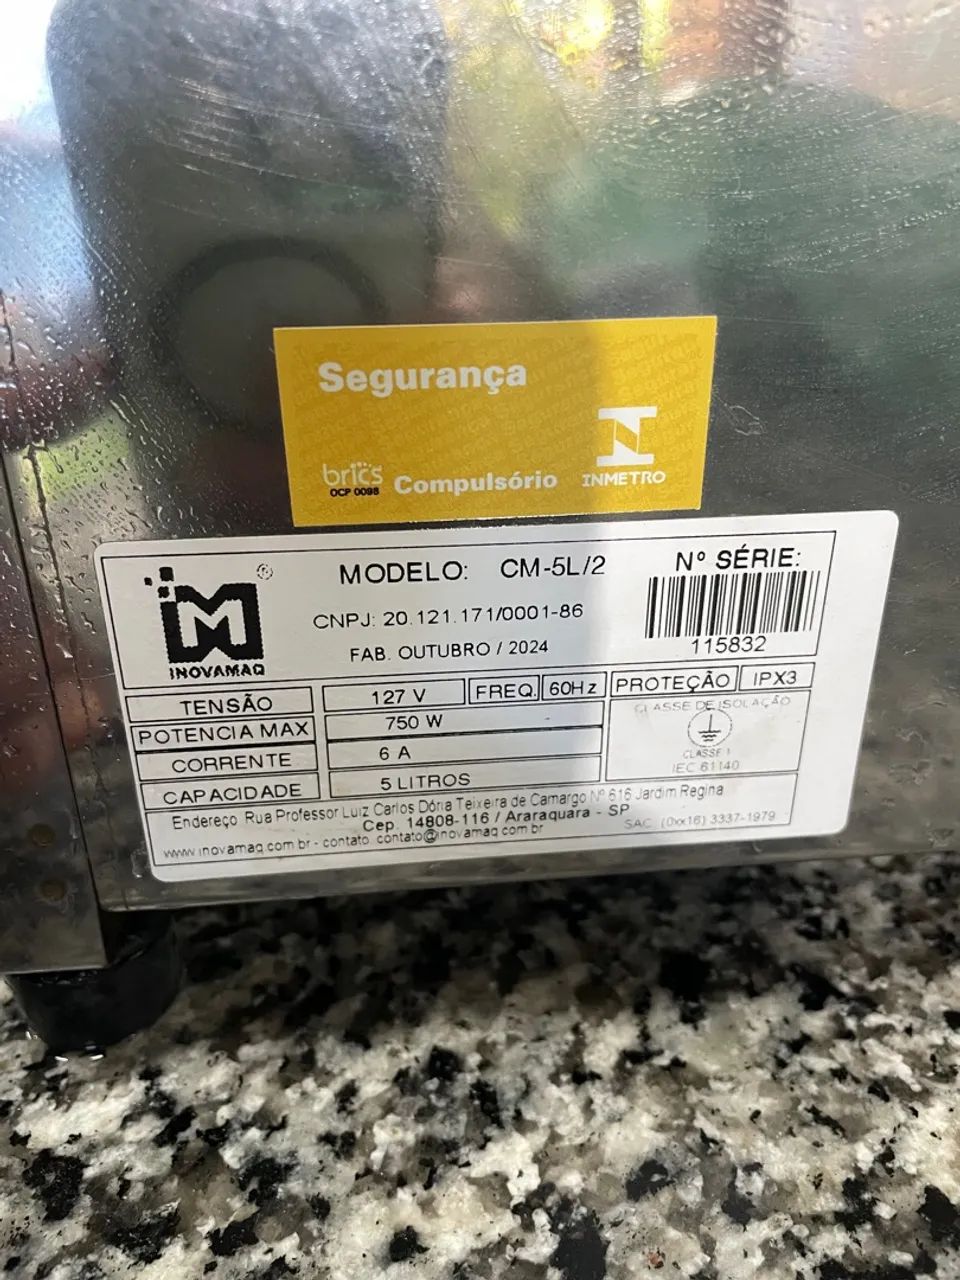 Segurança
brics
OCP 0098
Compulsório
INMETRO
INOVAMAQ
®
MODELO: CM-5L/2
CNPJ: 20.121.171/0001-86
FAB. OUTUBRO / 2024
Nº SÉRIE:
115832
TENSÃO 127 V FREQ. 60Hz PROTEÇÃO IPX3
POTENCIA MAX 750 W
CORRENTE 6 A
CAPACIDADE 5 LITROS
CLASSE DE ISOLAÇÃO
CLASSE 1
IEC 61140
Endereço Rua Professor Luiz Carlos Dória Teixeira de Camargo Nº 616 Jardim Regina
Cep. 14808-116 / Araraquara - SP
www.inovamaq.com.br - contato: contato@inovamaq.com.br SAC: (0xx16) 3337-1979